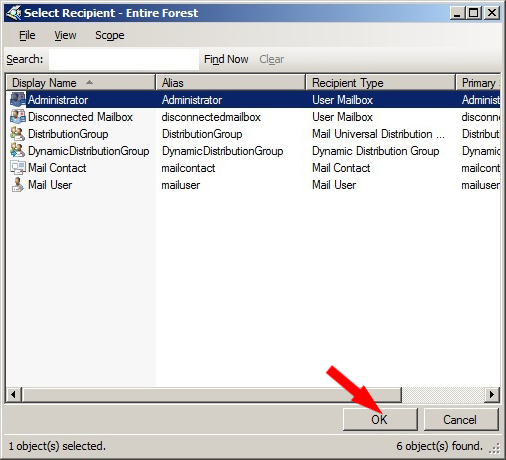 Select Recipient - Entire Forest
File View Scope
Search: Find Now Clear
Display Name Alias Recipient Type Primary
Administrator Administrator User Mailbox Administ
Disconnected Mailbox disconnectedmailbox User Mailbox disconn
DistributionGroup DistributionGroup Mail Universal Distribution ... Distribut
DynamicDistributionGroup DynamicDistributionGroup Dynamic Distribution Group Dynamic
Mail Contact mailcontact Mail Contact mailcont
Mail User mailuser Mail User mailuser
OK Cancel
1 object(s) selected. 6 object(s) found.